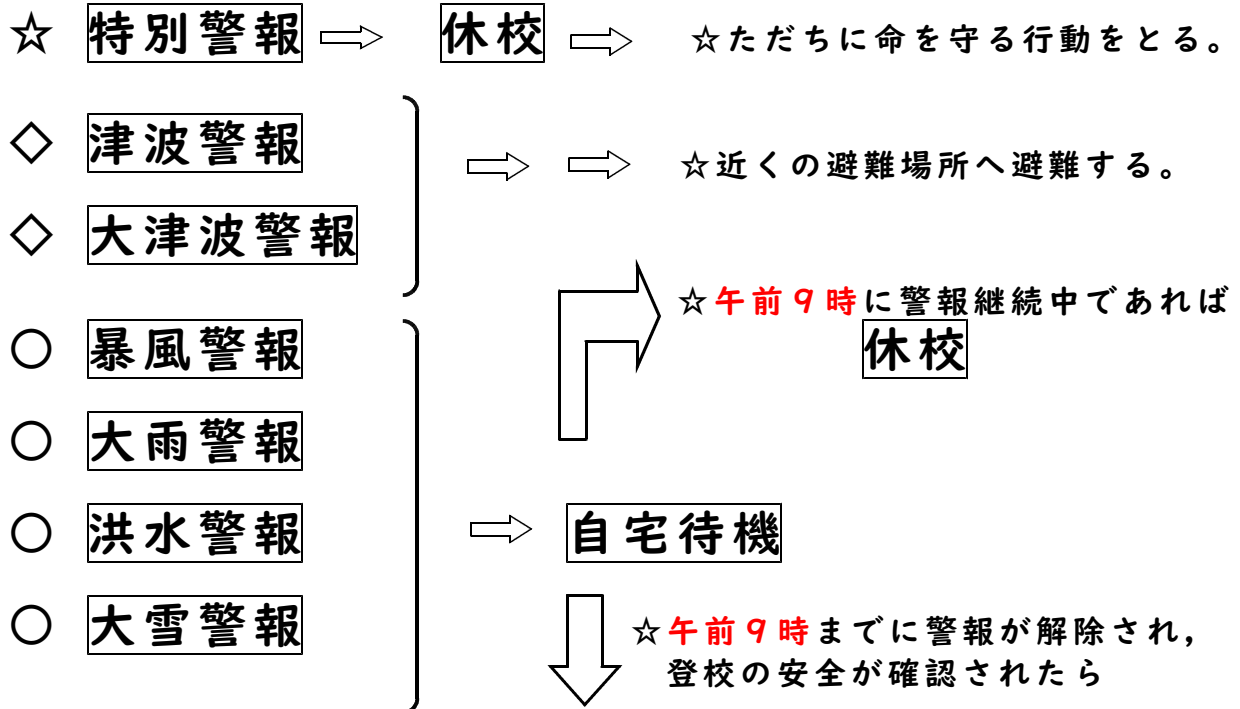 ☆ 特別警報 ⇨ 休校 ⇨ ☆ただちに命を守る行動をとる。
◇ 津波警報
⇨ ⇨ ☆近くの避難場所へ避難する。
◇ 大津波警報
☆午前9時に警報継続中であれば
休校
○ 暴風警報
○ 大雨警報
○ 洪水警報 ⇨ 自宅待機
○ 大雪警報
☆午前9時までに警報が解除され，
登校の安全が確認されたら